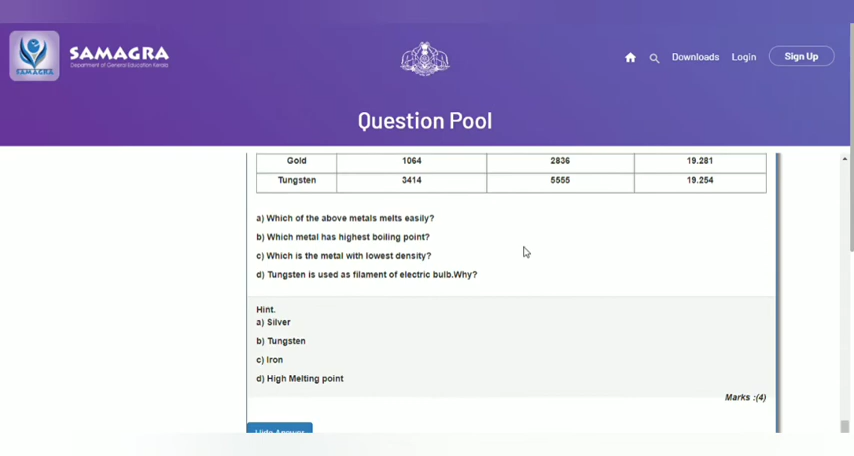 SAMAGRA
Department of General Education Kerala
SAMAGRA
Downloads Login Sign Up
Question Pool
Gold 1064 2836 19.281
Tungsten 3414 5555 19.254
a) Which of the above metals melts easily?
b) Which metal has highest boiling point?
c) Which is the metal with lowest density?
d) Tungsten is used as filament of electric bulb.Why?
Hint.
a) Silver
b) Tungsten
c) Iron
d) High Melting point
Marks :(4)
Hide Answer